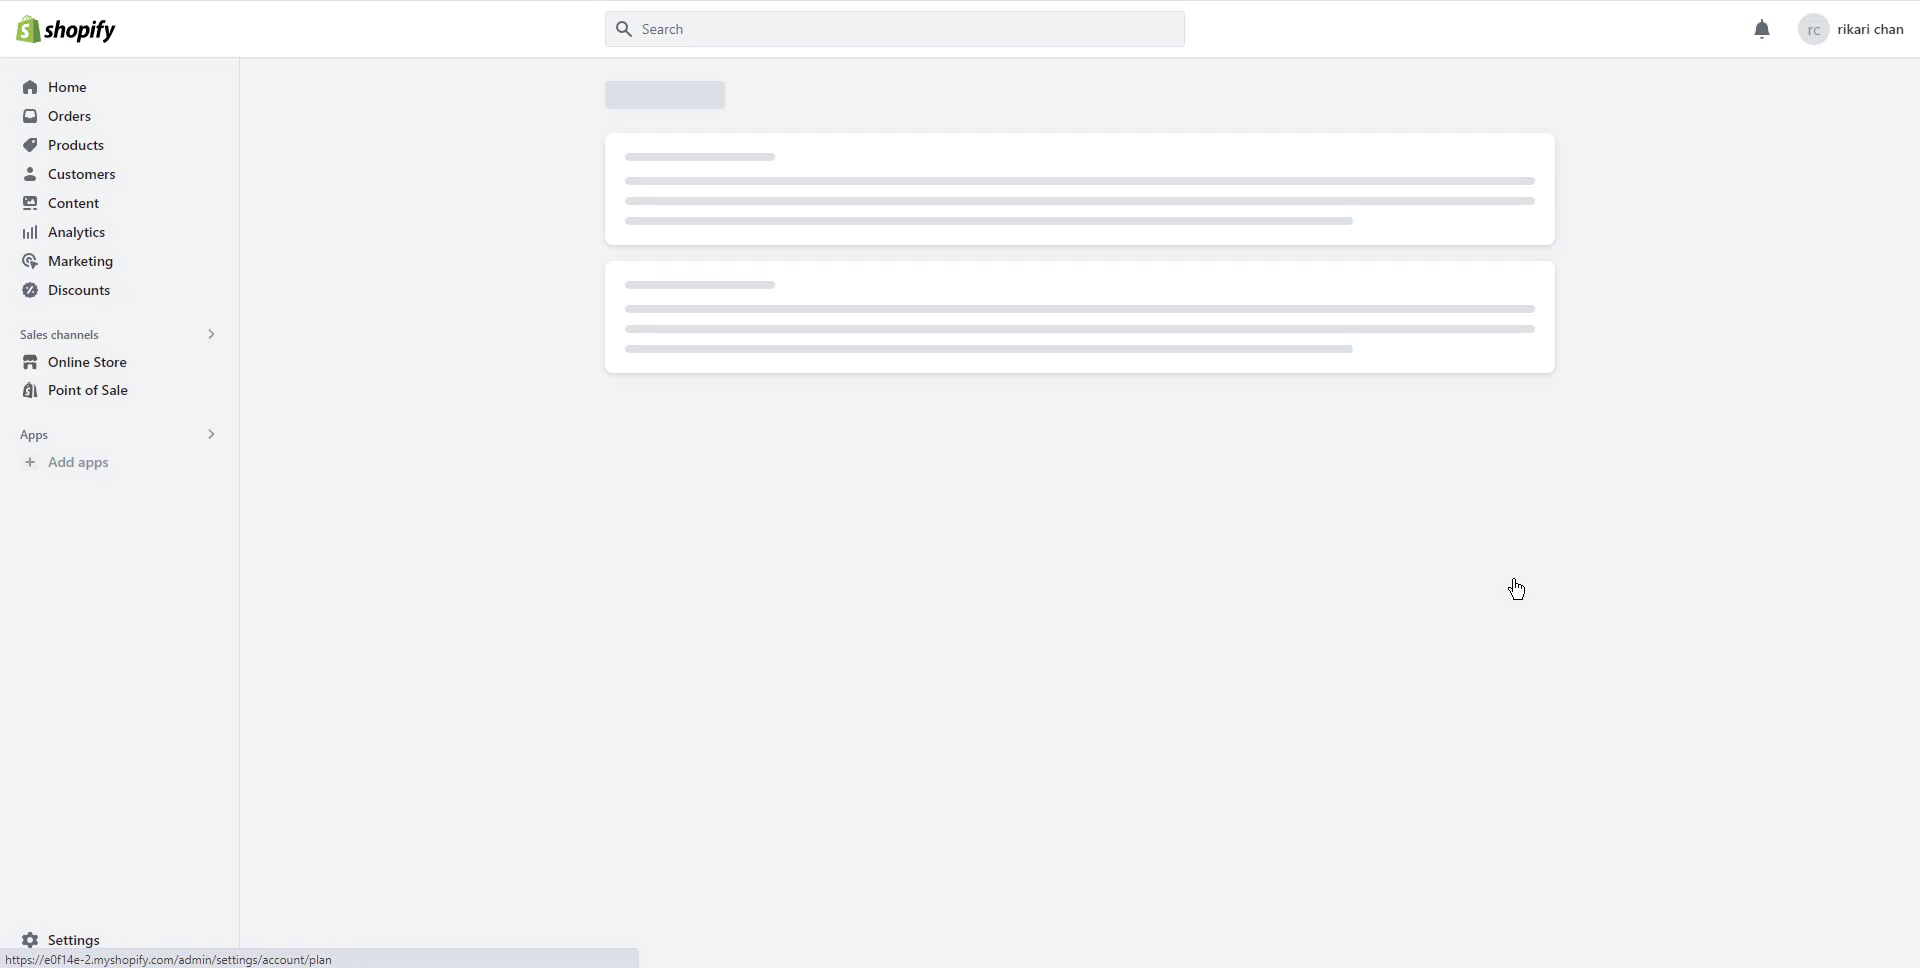 shopify
Search
rc
rikari chan
Home
Orders
Products
Customers
Content
Analytics
Marketing
Discounts
Sales channels
Online Store
Point of Sale
Apps
Add apps
Settings
https://e0f14e-2.myshopify.com/admin/settings/account/plan